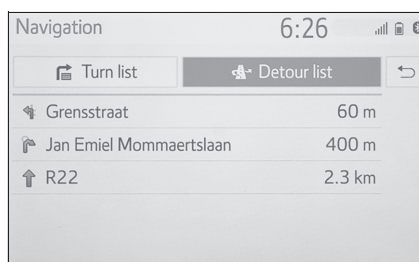 Navigation 6:26
Turn list Detour list
Grensstraat 60 m
Jan Emiel Mommaertslaan 400 m
R22 2.3 km